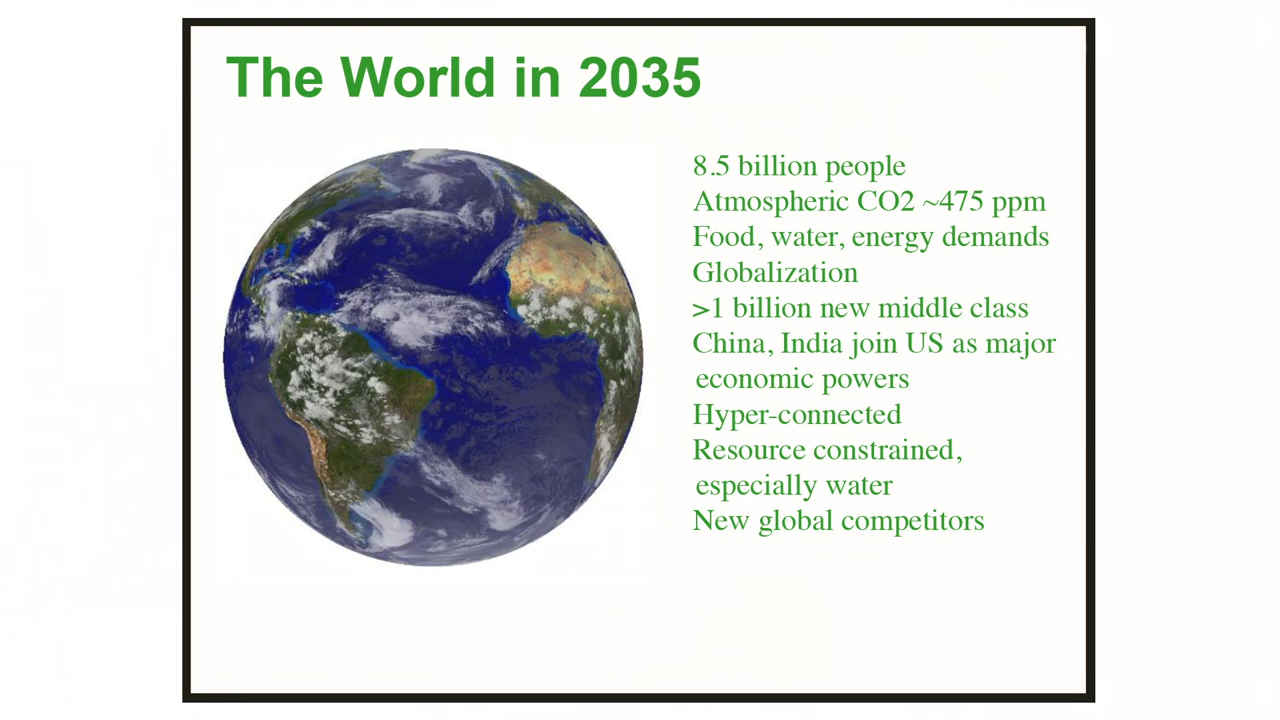 The World in 2035
8.5 billion people
Atmospheric CO2 ~475 ppm
Food, water, energy demands
Globalization
>1 billion new middle class
China, India join US as major
economic powers
Hyper-connected
Resource constrained,
especially water
New global competitors